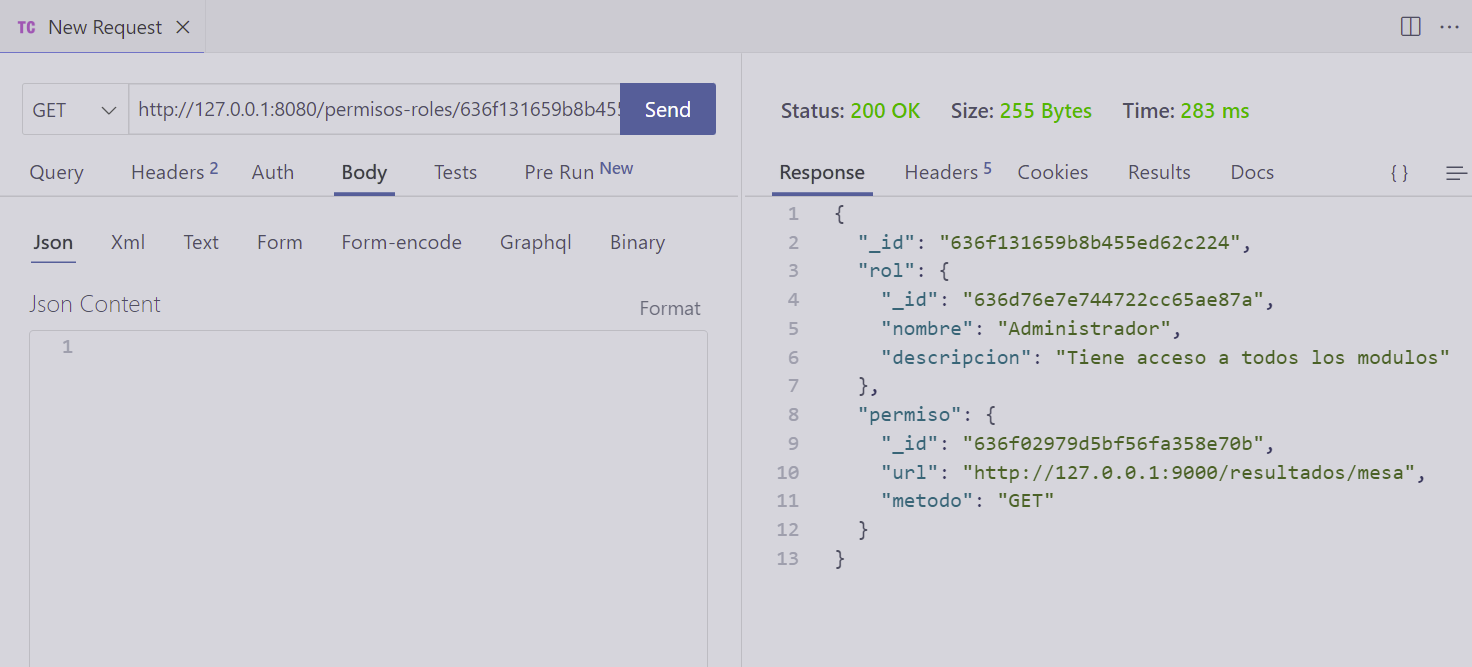 TC New Request
GET http://127.0.0.1:8080/permisos-roles/636f131659b8b455 Send
Query Headers 2 Auth Body Tests Pre Run New
Json Xml Text Form Form-encode Graphql Binary
Json Content Format
1
Status: 200 OK Size: 255 Bytes Time: 283 ms
Response Headers 5 Cookies Results Docs { }
1 {
2 "_id": "636f131659b8b455ed62c224",
3 "rol": {
4 "_id": "636d76e7e744722cc65ae87a",
5 "nombre": "Administrador",
6 "descripcion": "Tiene acceso a todos los modulos"
7 },
8 "permiso": {
9 "_id": "636f02979d5bf56fa358e70b",
10 "url": "http://127.0.0.1:9000/resultados/mesa",
11 "metodo": "GET"
12 }
13 }